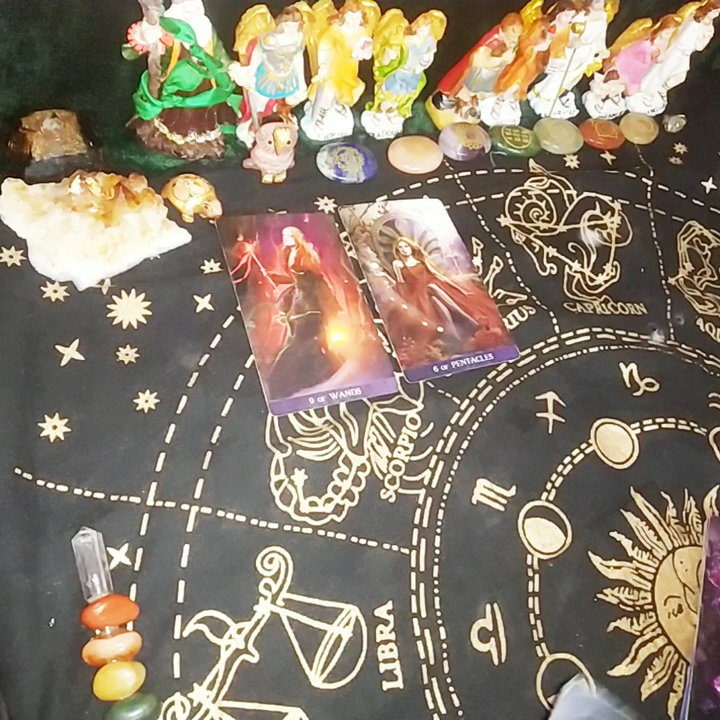 9 OF WANDS
6 OF PENTACLES
CAPRICORN
SCORPIO
LIBRA